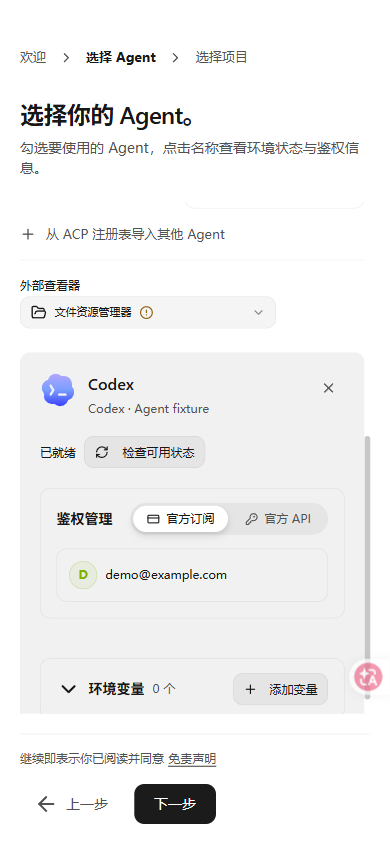 欢迎 > 选择 Agent > 选择项目
选择你的 Agent。
勾选要使用的 Agent，点击名称查看环境状态与鉴权信
息。
+ 从 ACP 注册表导入其他 Agent
外部查看器
文件资源管理器
Codex
Codex · Agent fixture
已就绪 检查可用状态
鉴权管理 官方订阅 官方 API
D demo@example.com
环境变量 0 个 + 添加变量
继续即表示你已阅读并同意 免责声明
上一步 下一步